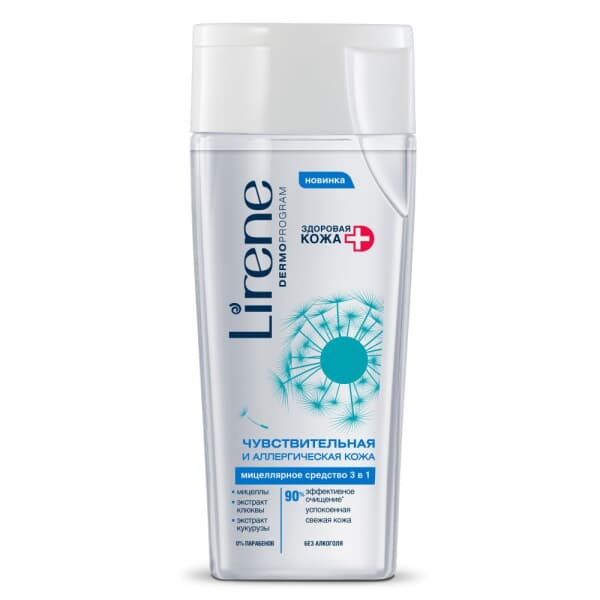 новинка
Lirene
DERMOPROGRAM
ЗДОРОВАЯ
КОЖА
ЧУВСТВИТЕЛЬНАЯ
И АЛЛЕРГИЧЕСКАЯ КОЖА
мицеллярное средство 3 в 1
• мицеллы
• экстракт
клюквы
• экстракт
кукурузы
0% ПАРАБЕНОВ
90% эффективное
очищение*
успокоенная
свежая кожа
БЕЗ АЛКОГОЛЯ